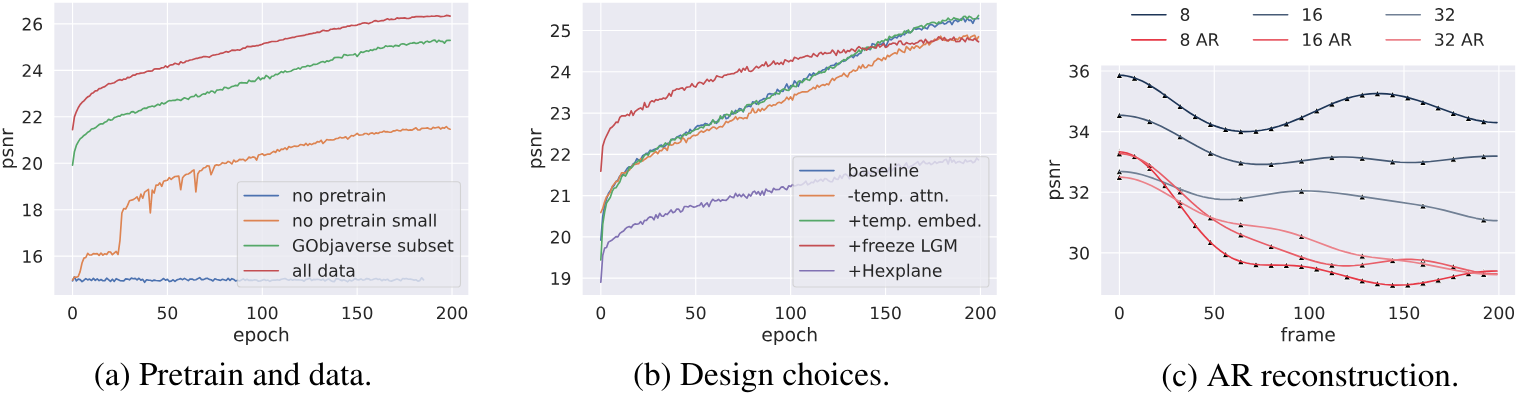 26
24
22
20
18
16
psnr
0 50 100 150 200
epoch
no pretrain
no pretrain small
GObjaverse subset
all data
(a) Pretrain and data.
25
24
23
22
21
20
19
psnr
0 50 100 150 200
epoch
baseline
-temp. attn.
+temp. embed.
+freeze LGM
+Hexplane
(b) Design choices.
8 16 32
8 AR 16 AR 32 AR
36
34
32
30
psnr
0 50 100 150 200
frame
(c) AR reconstruction.